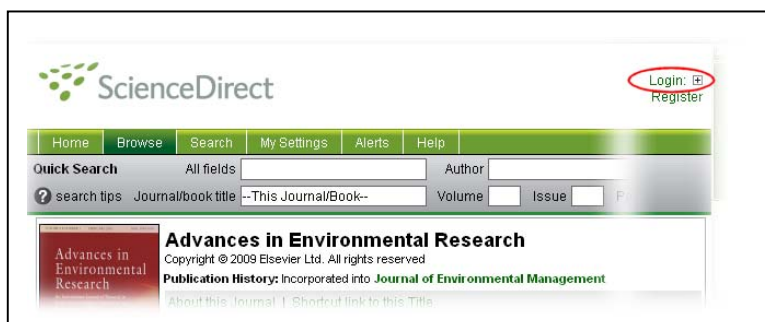 ScienceDirect
Login:
Register
Home Browse Search My Settings Alerts Help
Quick Search All fields Author
search tips Journal/book title --This Journal/Book-- Volume Issue
Advances in Environmental Research
Advances in
Environmental
Research
Copyright © 2009 Elsevier Ltd. All rights reserved
Publication History: Incorporated into Journal of Environmental Management
About this Journal | Shortcut link to this Title